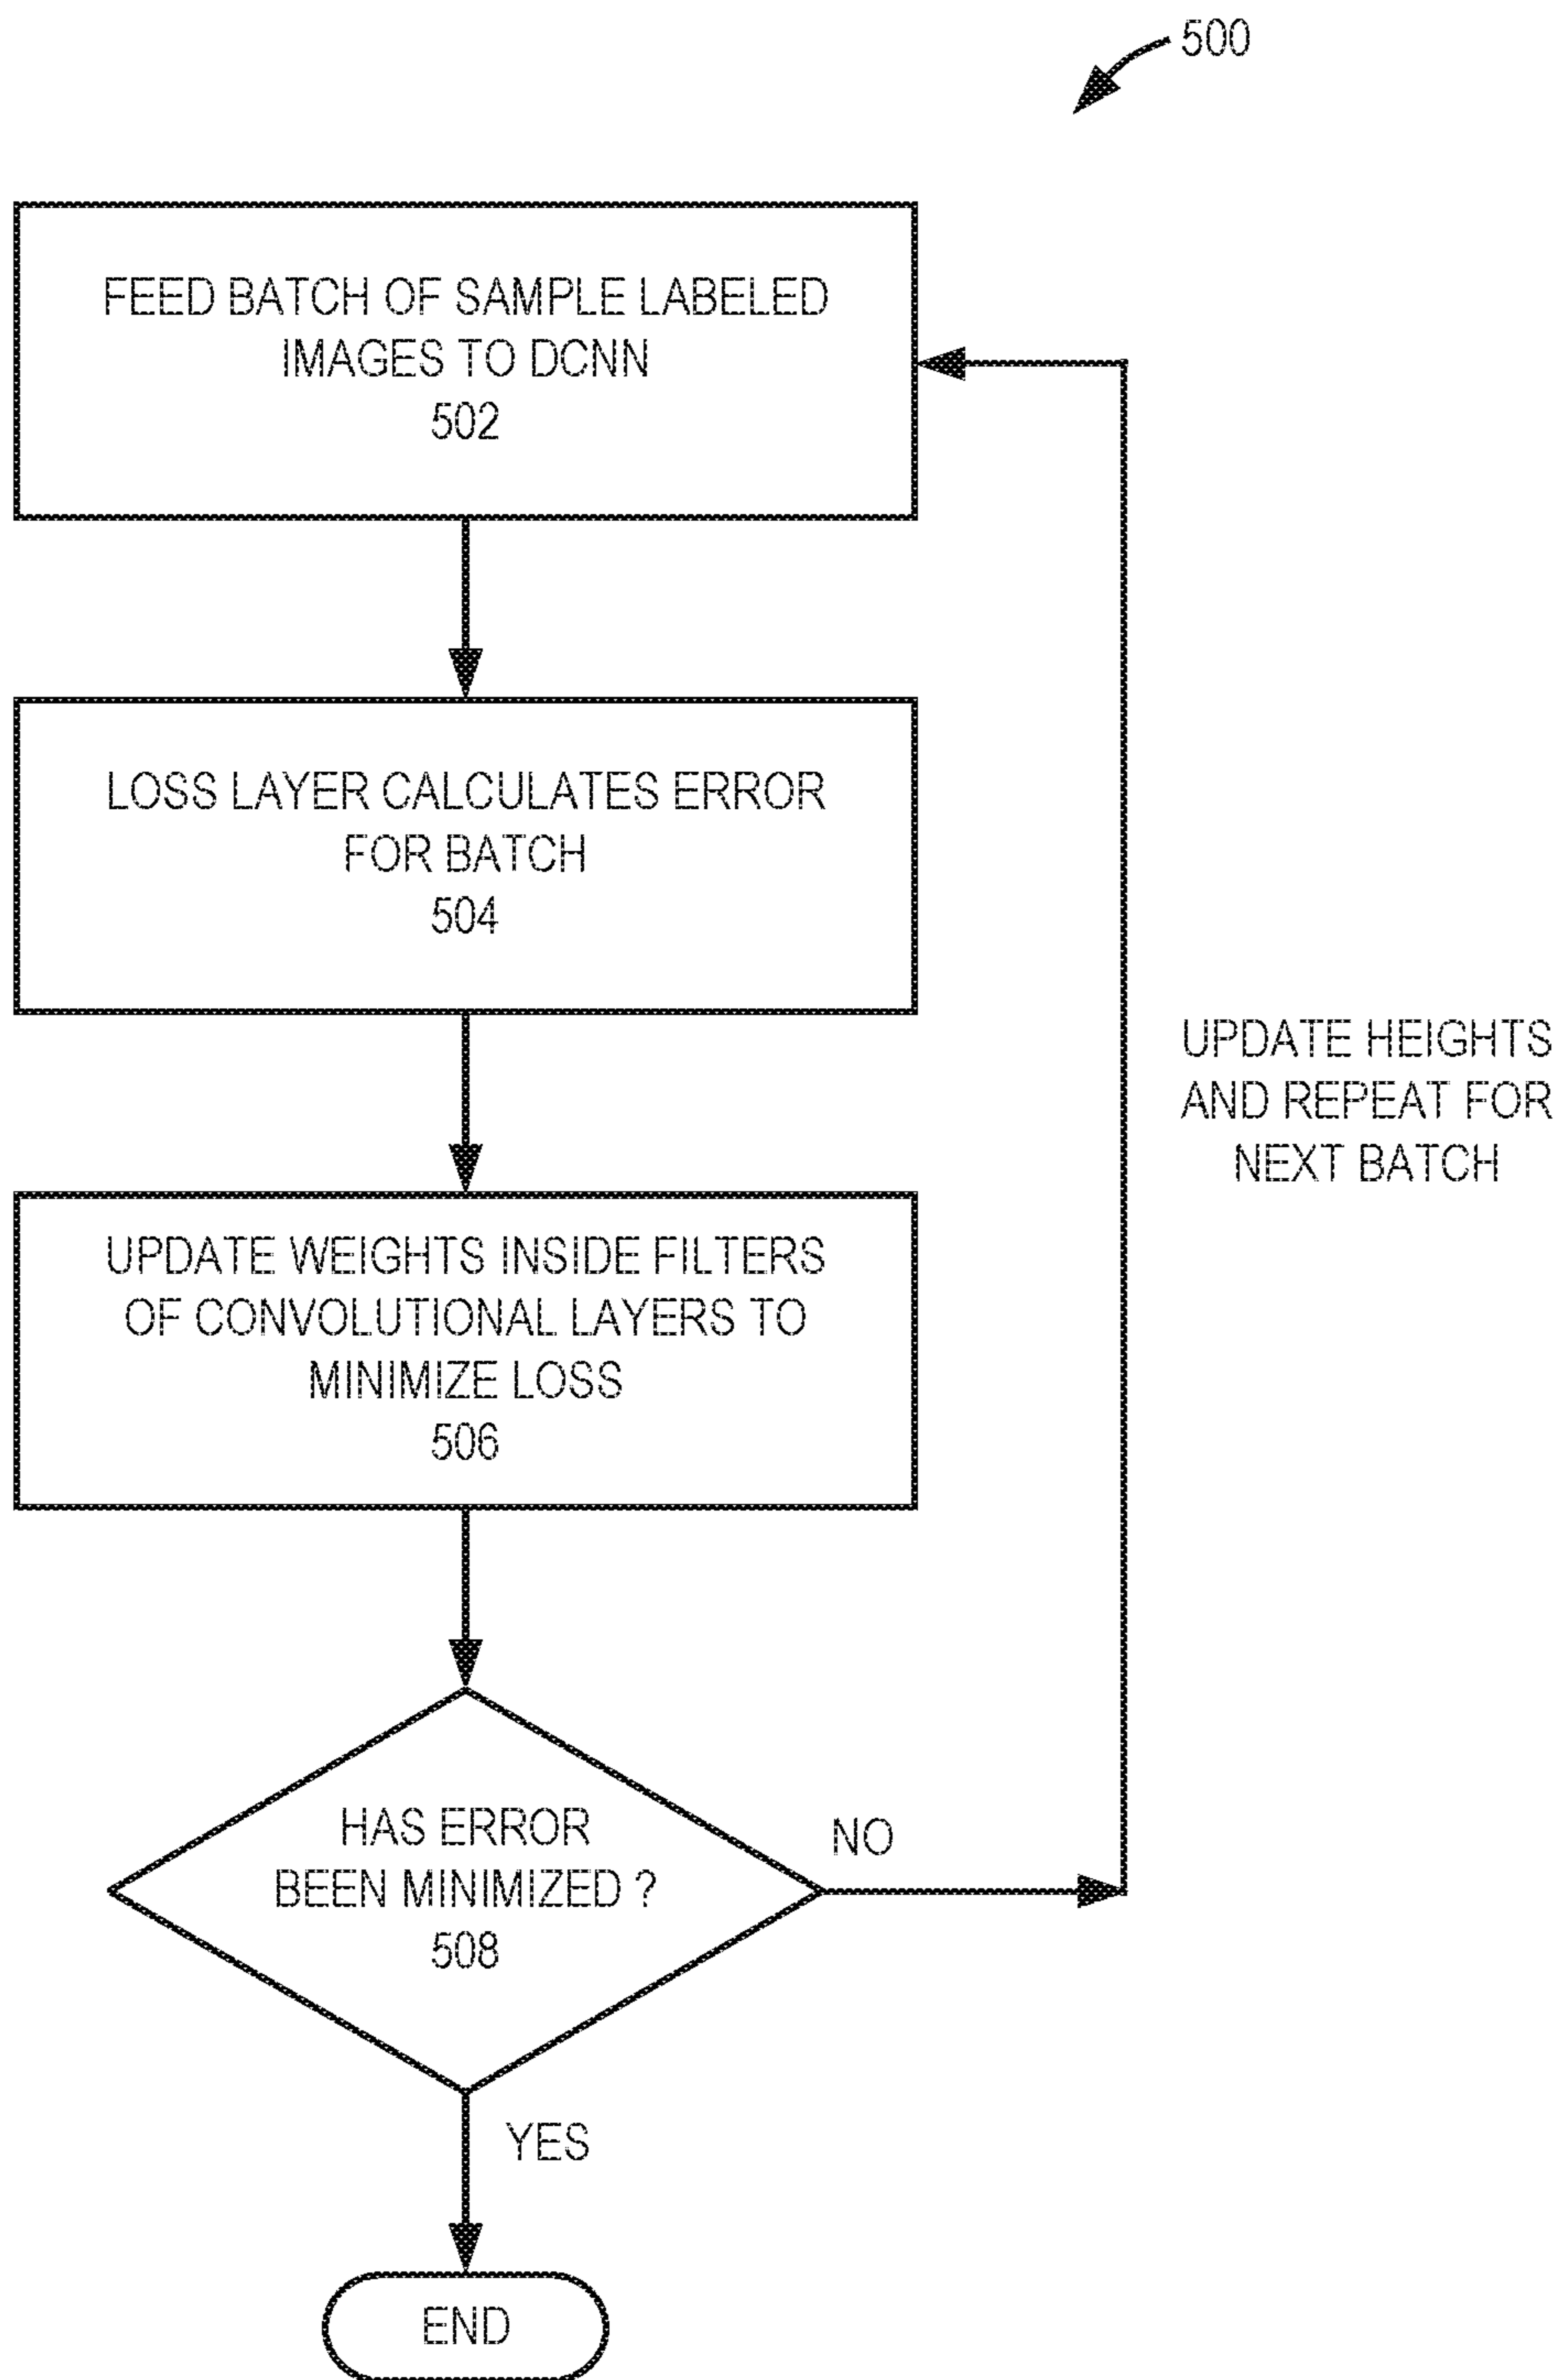 500
FEED BATCH OF SAMPLE LABELED
IMAGES TO DCNN
502
LOSS LAYER CALCULATES ERROR
FOR BATCH
504
UPDATE HEIGHTS
AND REPEAT FOR
NEXT BATCH
UPDATE WEIGHTS INSIDE FILTERS
OF CONVOLUTIONAL LAYERS TO
MINIMIZE LOSS
506
HAS ERROR
BEEN MINIMIZED ?
508
NO
YES
END